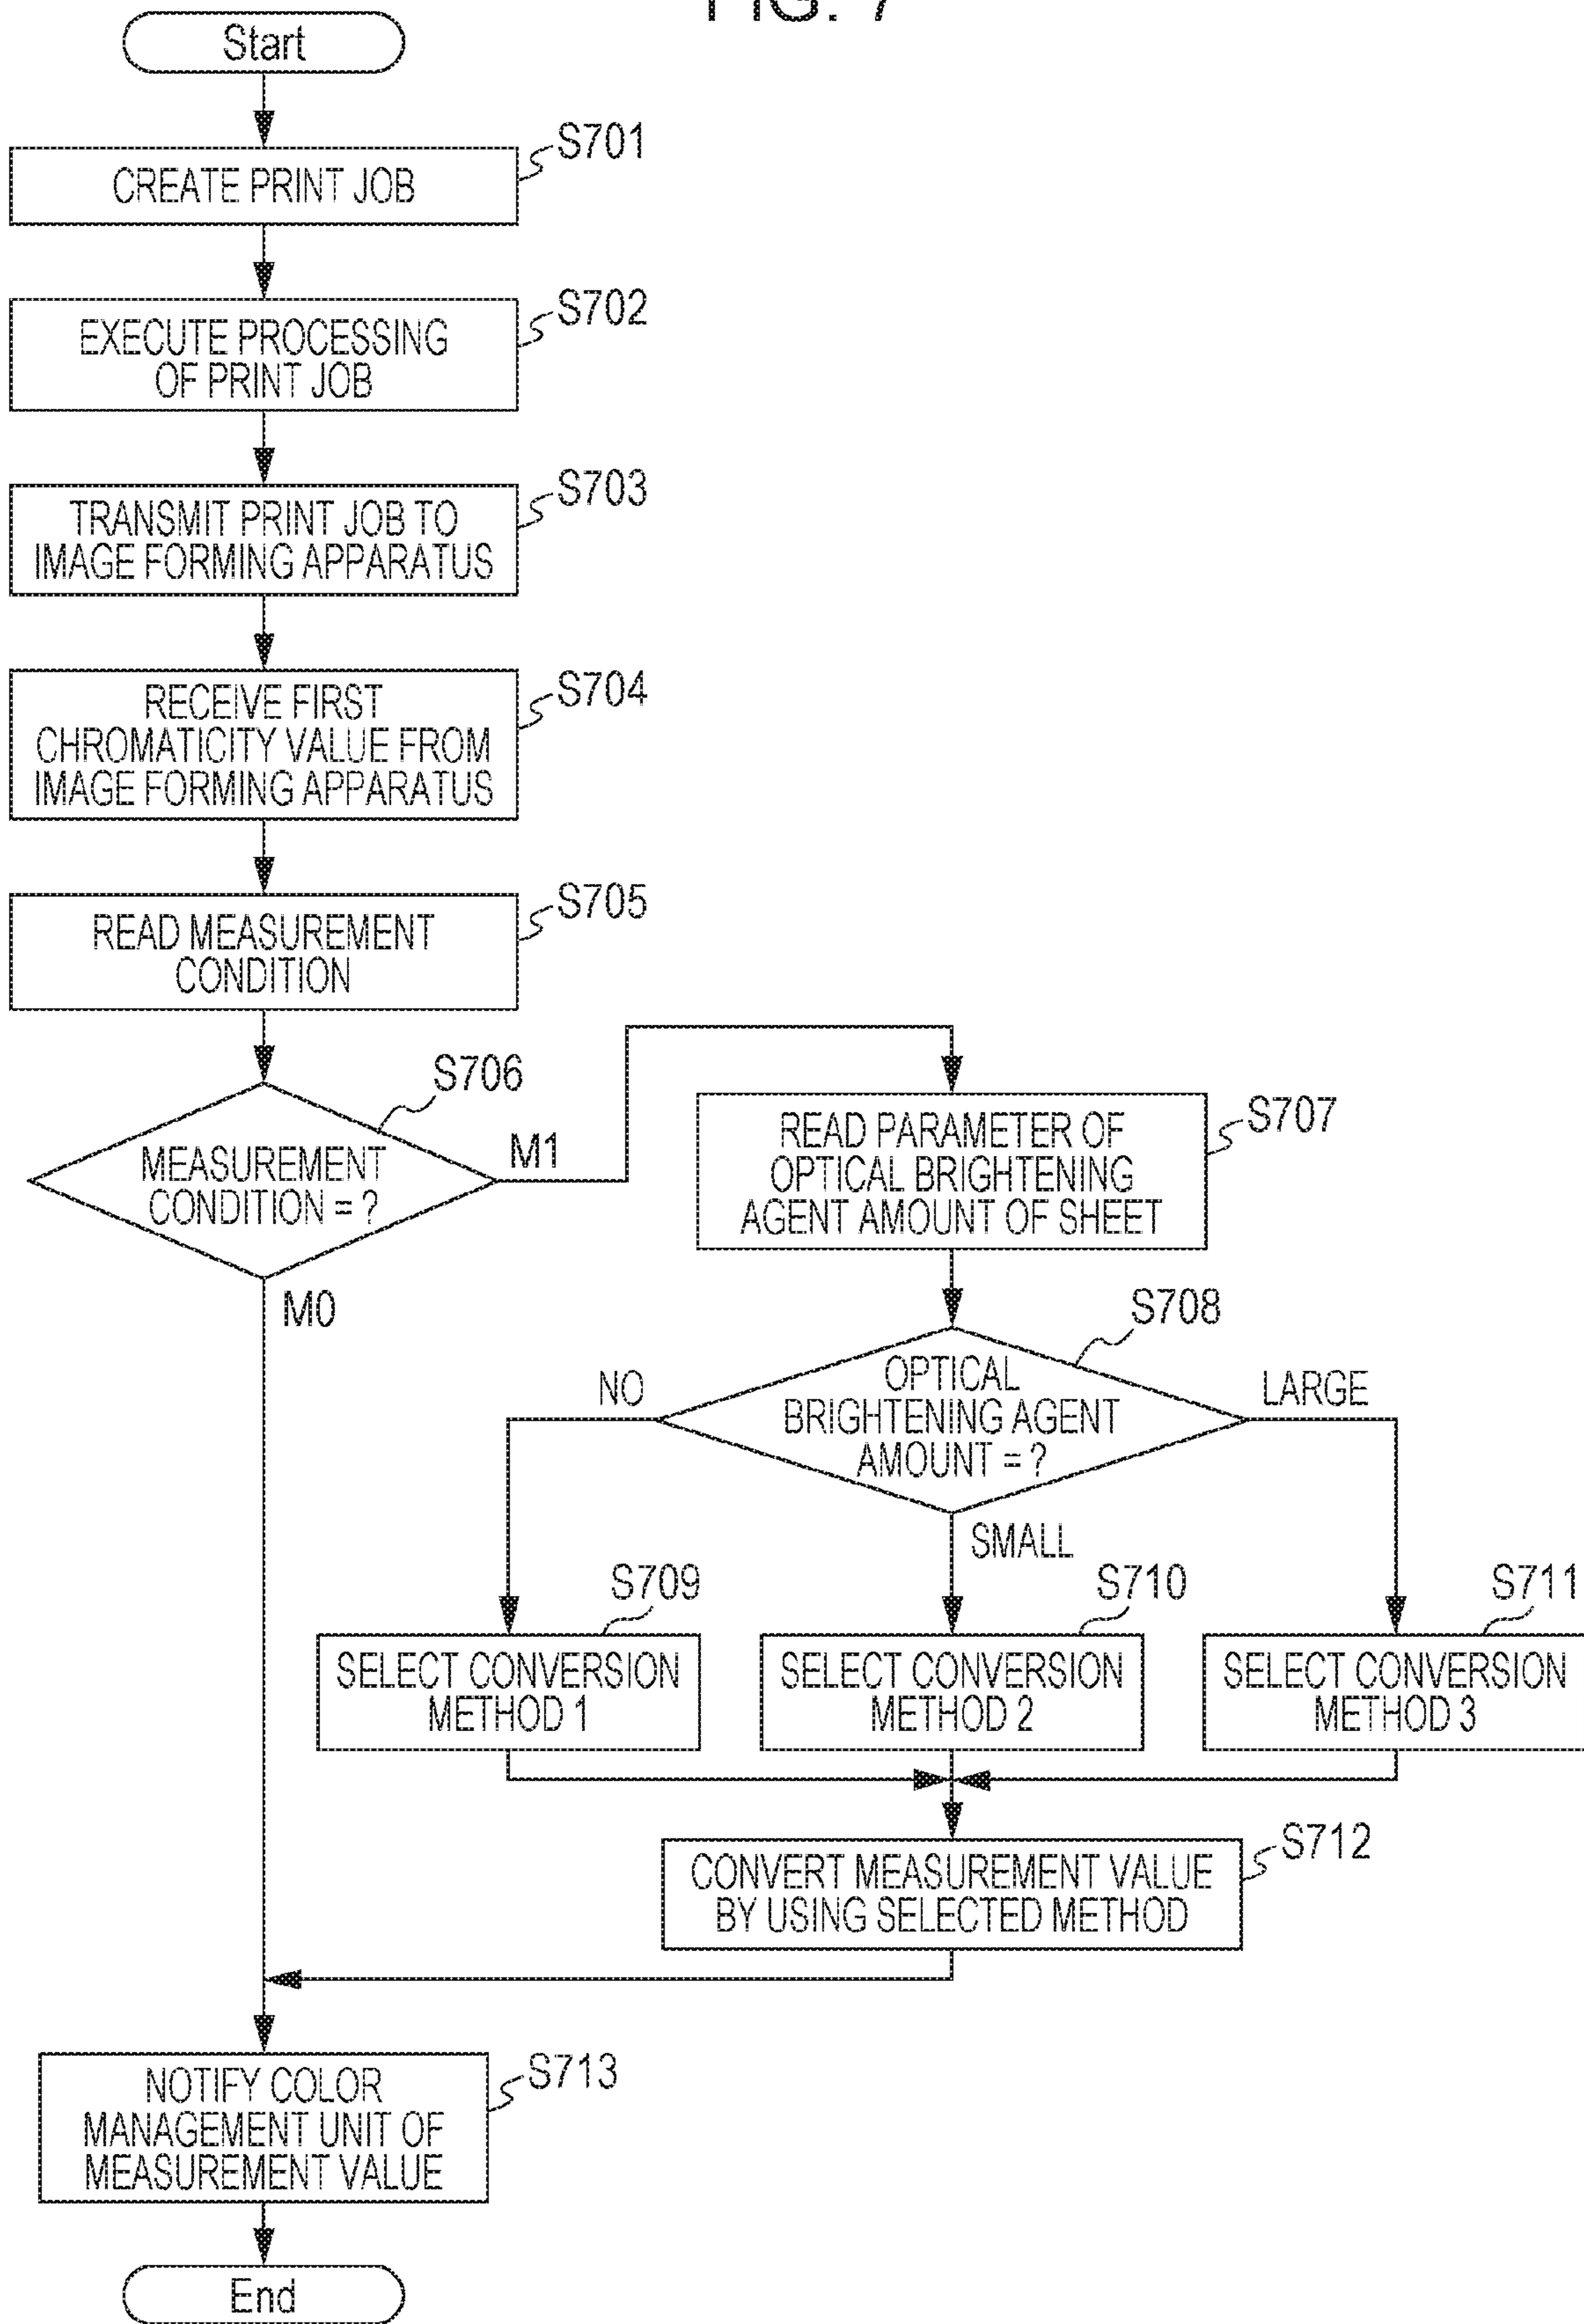 FIG. 7
Start
S701
CREATE PRINT JOB
S702
EXECUTE PROCESSING
OF PRINT JOB
S703
TRANSMIT PRINT JOB TO
IMAGE FORMING APPARATUS
S704
RECEIVE FIRST
CHROMATICITY VALUE FROM
IMAGE FORMING APPARATUS
S705
READ MEASUREMENT
CONDITION
S706
MEASUREMENT
CONDITION = ?
M1
M0
S707
READ PARAMETER OF
OPTICAL BRIGHTENING
AGENT AMOUNT OF SHEET
S708
OPTICAL
BRIGHTENING AGENT
AMOUNT = ?
NO
LARGE
SMALL
S709
SELECT CONVERSION
METHOD 1
S710
SELECT CONVERSION
METHOD 2
S711
SELECT CONVERSION
METHOD 3
S712
CONVERT MEASUREMENT VALUE
BY USING SELECTED METHOD
S713
NOTIFY COLOR
MANAGEMENT UNIT OF
MEASUREMENT VALUE
End